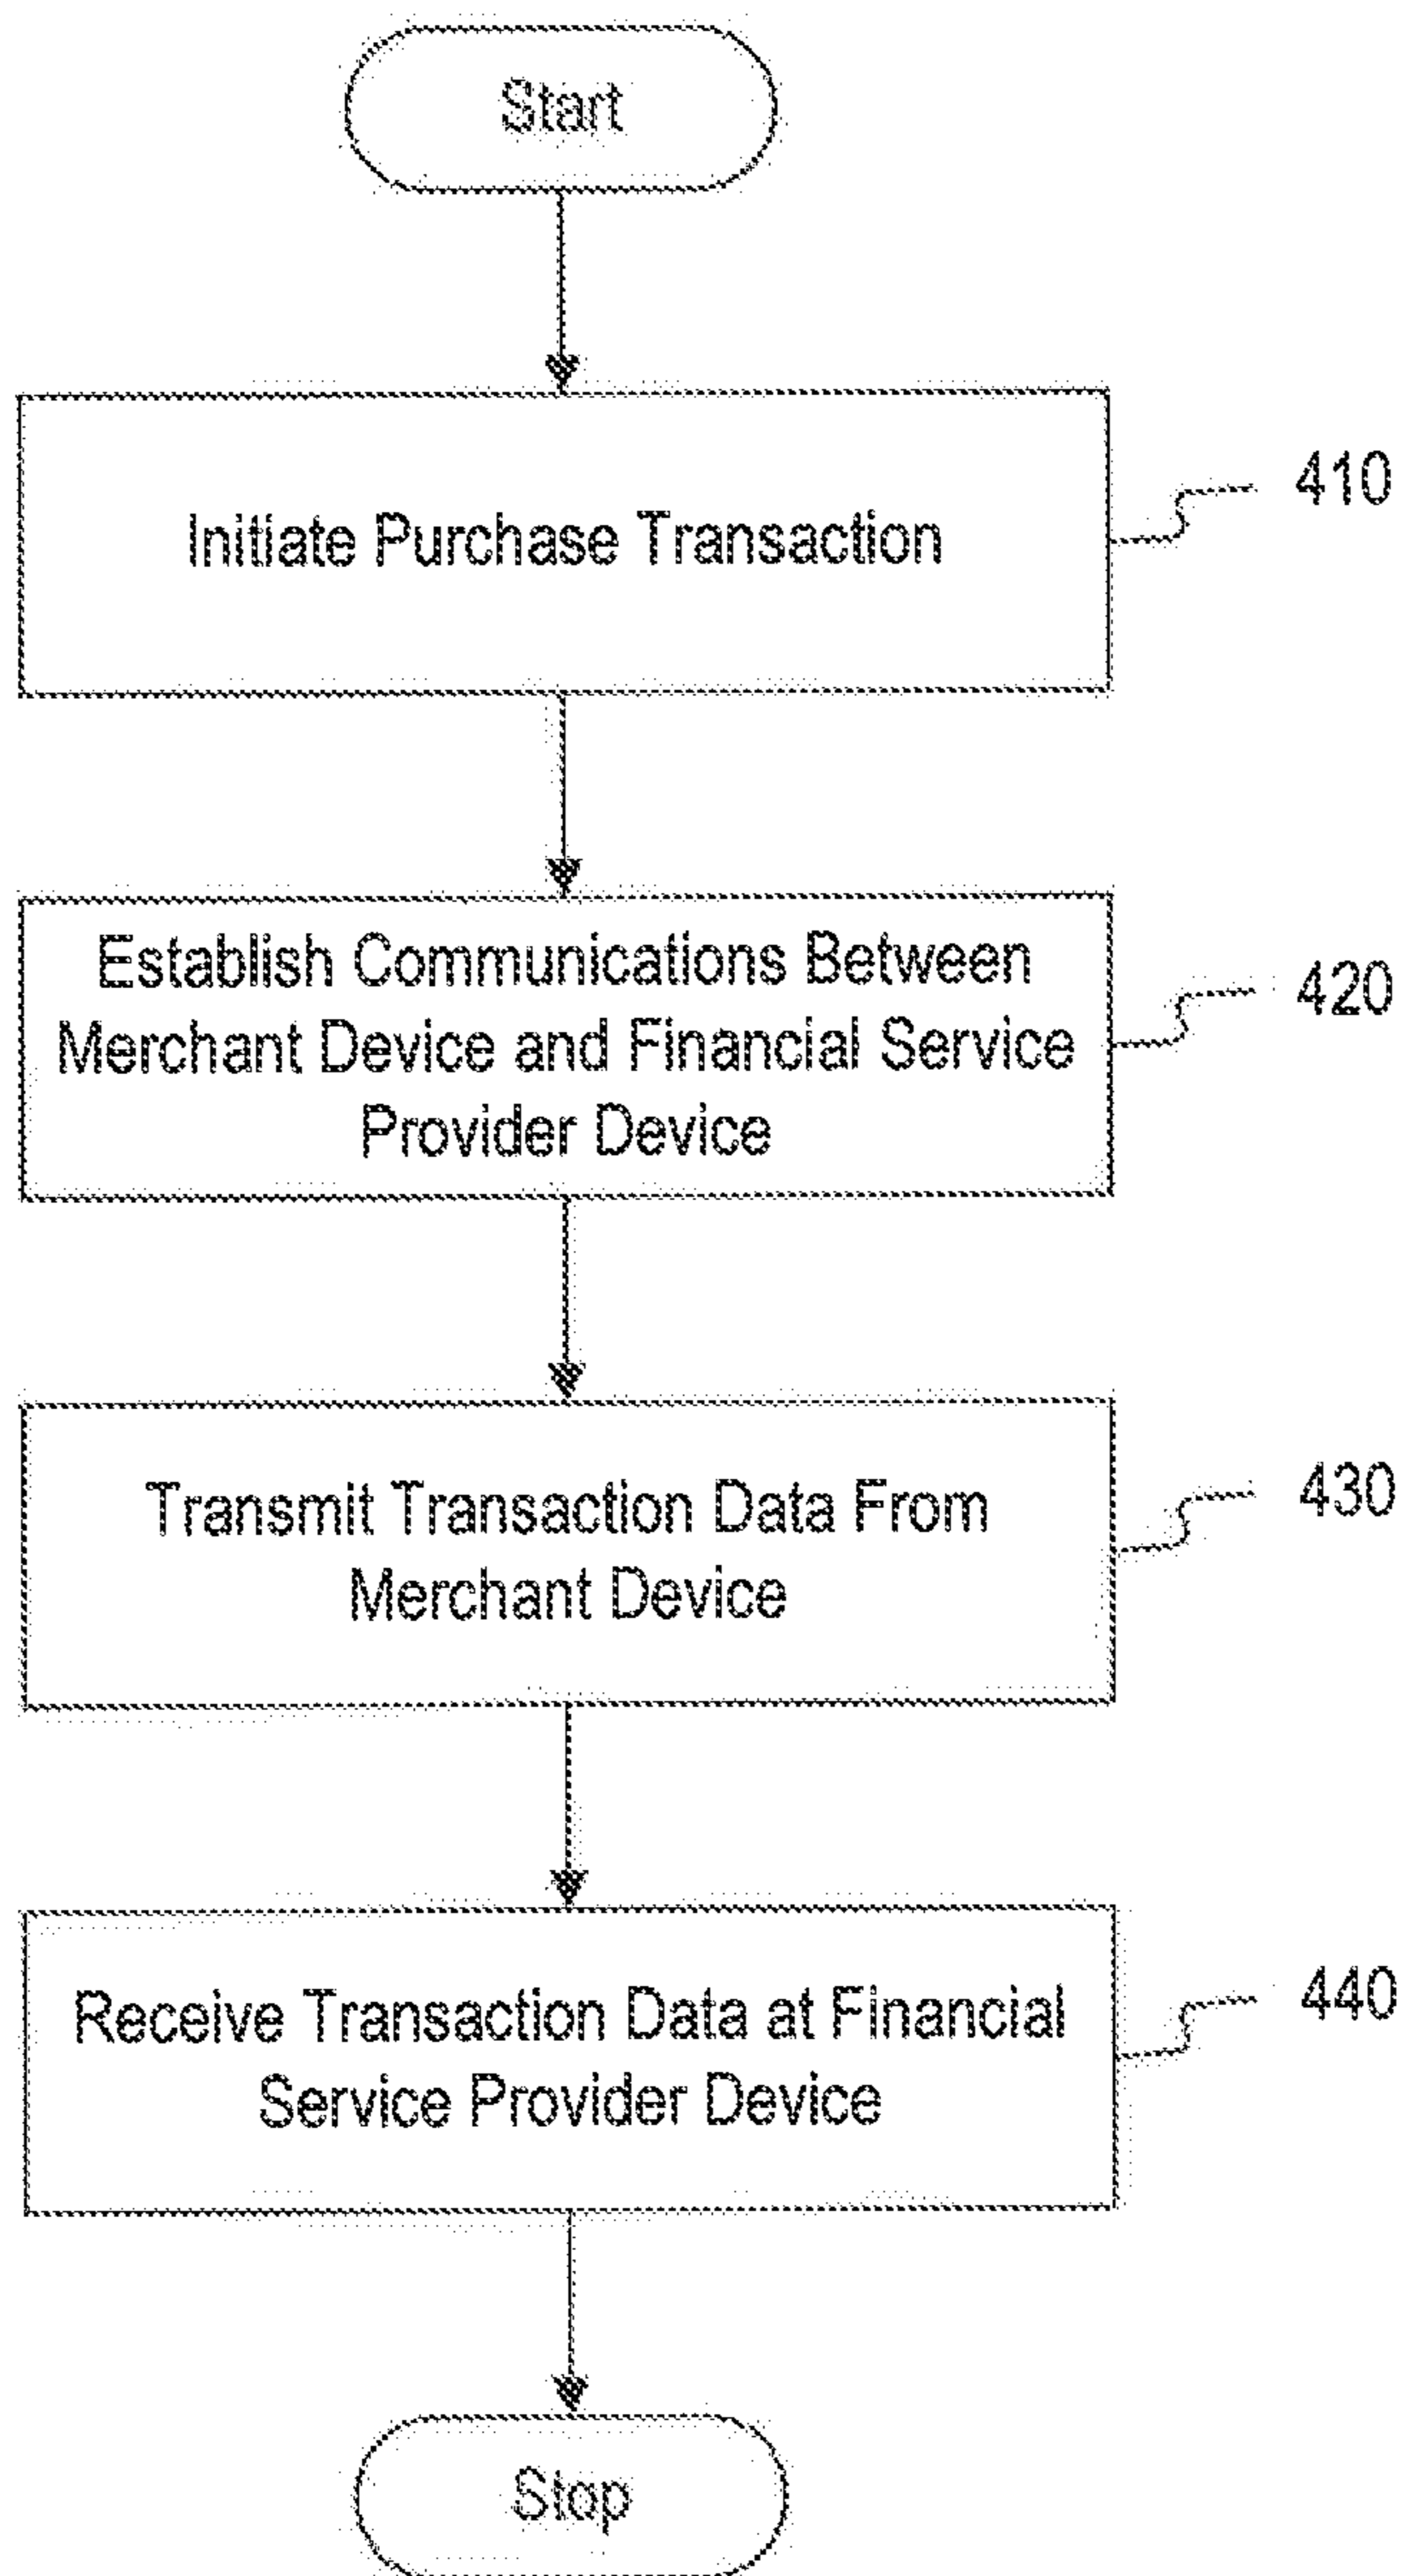 Start
Initiate Purchase Transaction
410
Establish Communications Between
Merchant Device and Financial Service
Provider Device
420
Transmit Transaction Data From
Merchant Device
430
Receive Transaction Data at Financial
Service Provider Device
440
Stop